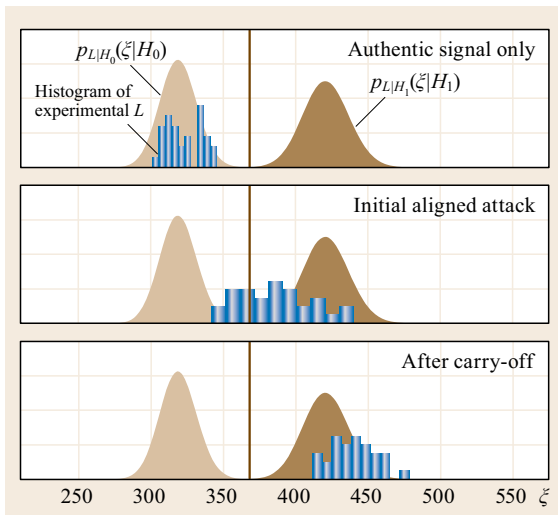 p_{L|H_0}(ξ|H_0)
Authentic signal only
p_{L|H_1}(ξ|H_1)
Histogram of
experimental L
Initial aligned attack
After carry-off
250 300 350 400 450 500 550 ξ